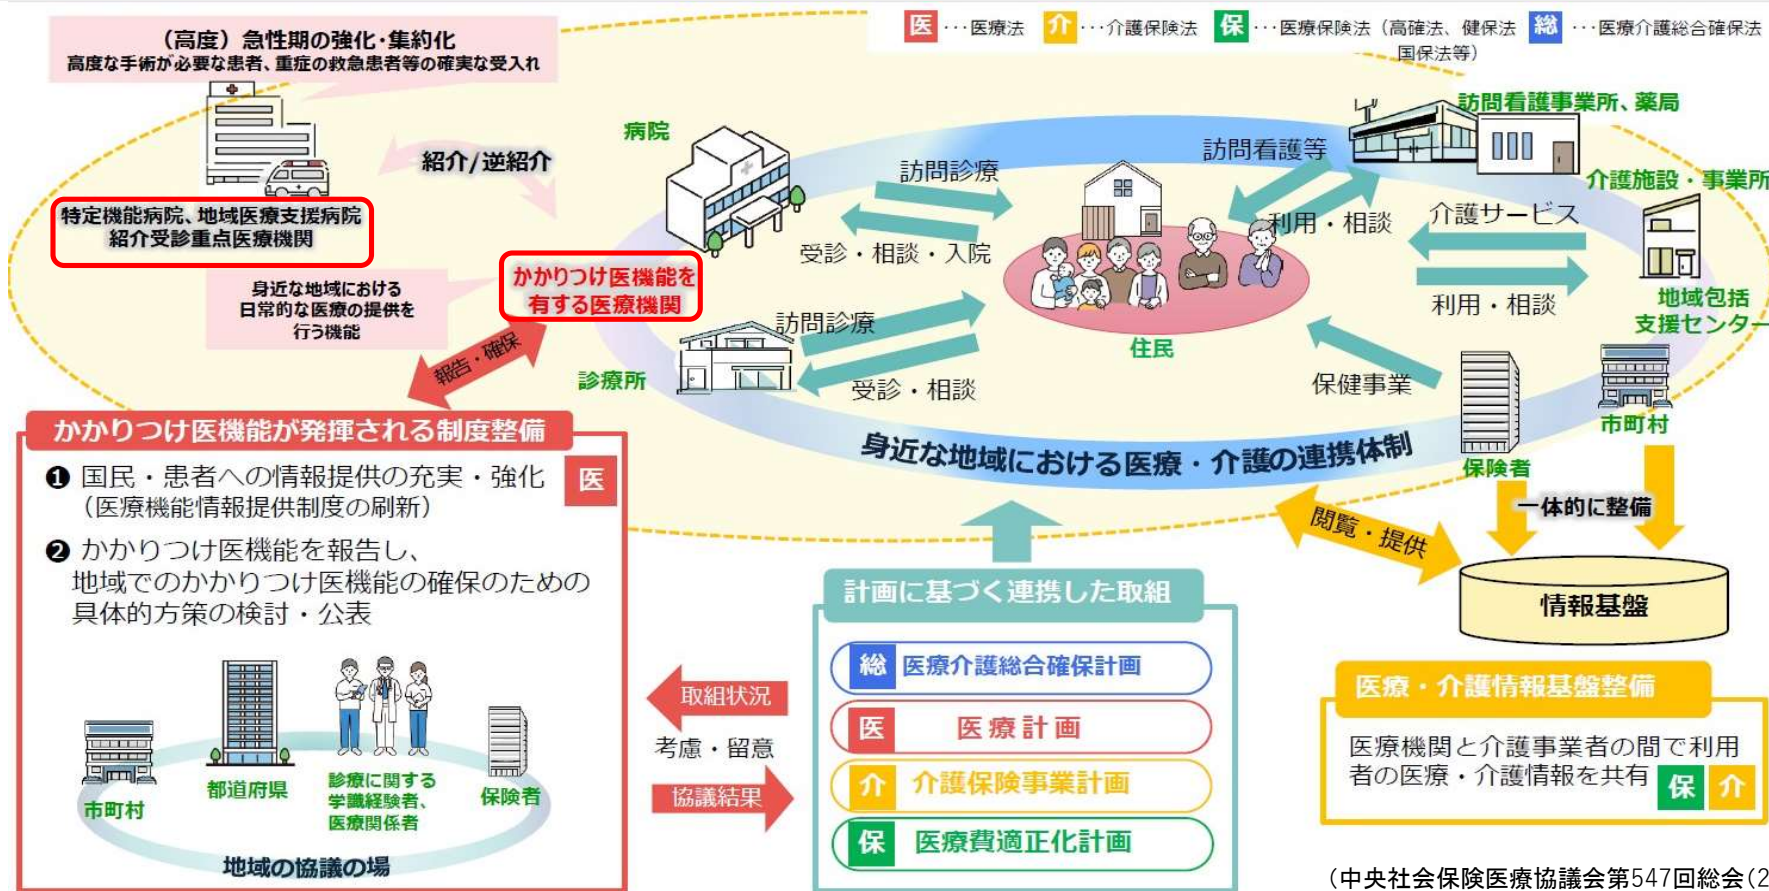 医 ･･･医療法 介 ･･･介護保険法 保 ･･･医療保険法（高確法、健保法 総 ･･･医療介護総合確保法
国保法等）
（高度）急性期の強化・集約化
高度な手術が必要な患者、重症の救急患者等の確実な受入れ
紹介/逆紹介
特定機能病院、地域医療支援病院
紹介受診重点医療機関
身近な地域における
日常的な医療の提供を
行う機能
かかりつけ医機能を
有する医療機関
報告・確保
病院
訪問診療
受診・相談・入院
診療所
訪問診療
受診・相談
住民
訪問看護事業所、薬局
訪問看護等
利用・相談
介護施設・事業所
介護サービス
利用・相談
地域包括
支援センター
保健事業
保険者
市町村
身近な地域における医療・介護の連携体制
一体的に整備
閲覧・提供
情報基盤
かかりつけ医機能が発揮される制度整備
❶ 国民・患者への情報提供の充実・強化 医
（医療機能情報提供制度の刷新）
❷ かかりつけ医機能を報告し、
地域でのかかりつけ医機能の確保のための
具体的方策の検討・公表
市町村
都道府県
診療に関する
学識経験者、
医療関係者
保険者
地域の協議の場
取組状況
考慮・留意
協議結果
計画に基づく連携した取組
総 医療介護総合確保計画
医 医療計画
介 介護保険事業計画
保 医療費適正化計画
医療・介護情報基盤整備
医療機関と介護事業者の間で利用
者の医療・介護情報を共有 保 介
（中央社会保険医療協議会第547回総会（2